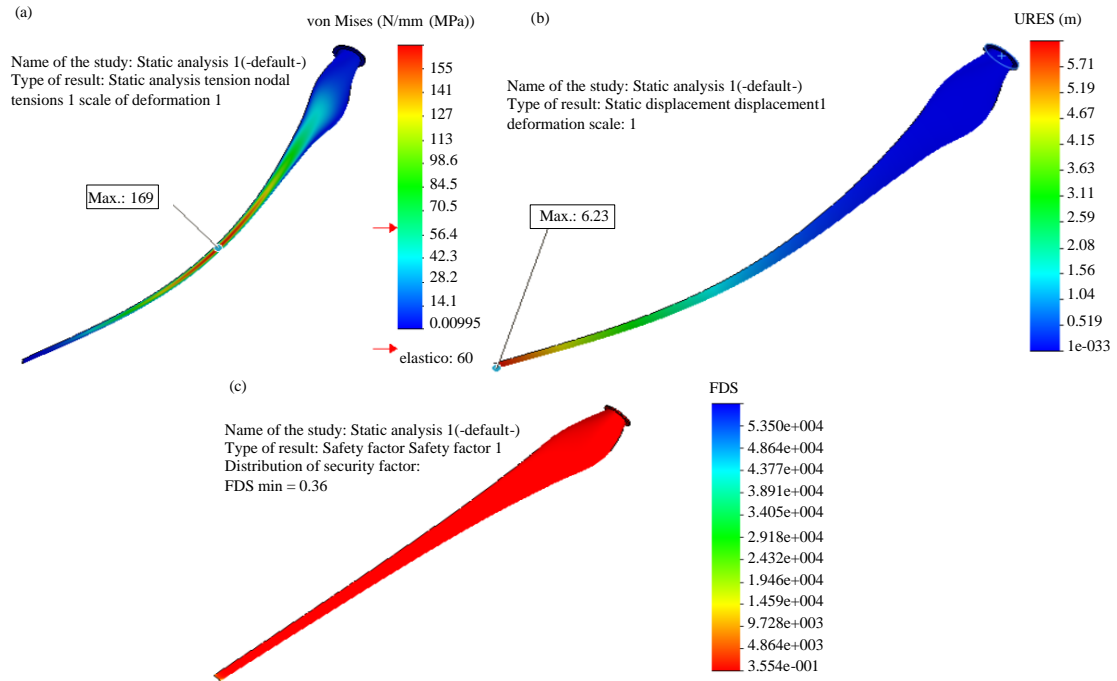 (a)
von Mises (N/mm (MPa))
Name of the study: Static analysis 1(-default-)
Type of result: Static analysis tension nodal
tensions 1 scale of deformation 1
Max.: 169
155
141
127
115
98.6
84.5
70.4
56.4
42.3
28.2
14.1
0.00995
elastico: 60
(b)
URES (m)
Name of the study: Static analysis 1(-default-)
Type of result: Static displacement displacement1
deformation scale: 1
Max.: 6.23
5.71
5.19
4.67
4.15
3.63
3.11
2.59
2.08
1.56
1.04
0.519
1e-033
(c)
FDS
Name of the study: Static analysis 1(-default-)
Type of result: Safety factor Safety factor 1
Distribution of security factor:
FDS min = 0.36
5.350e+004
4.864e+004
4.377e+004
3.891e+004
3.405e+004
2.918e+004
2.432e+004
1.946e+004
1.459e+004
9.728e+003
4.864e+003
3.554e-001